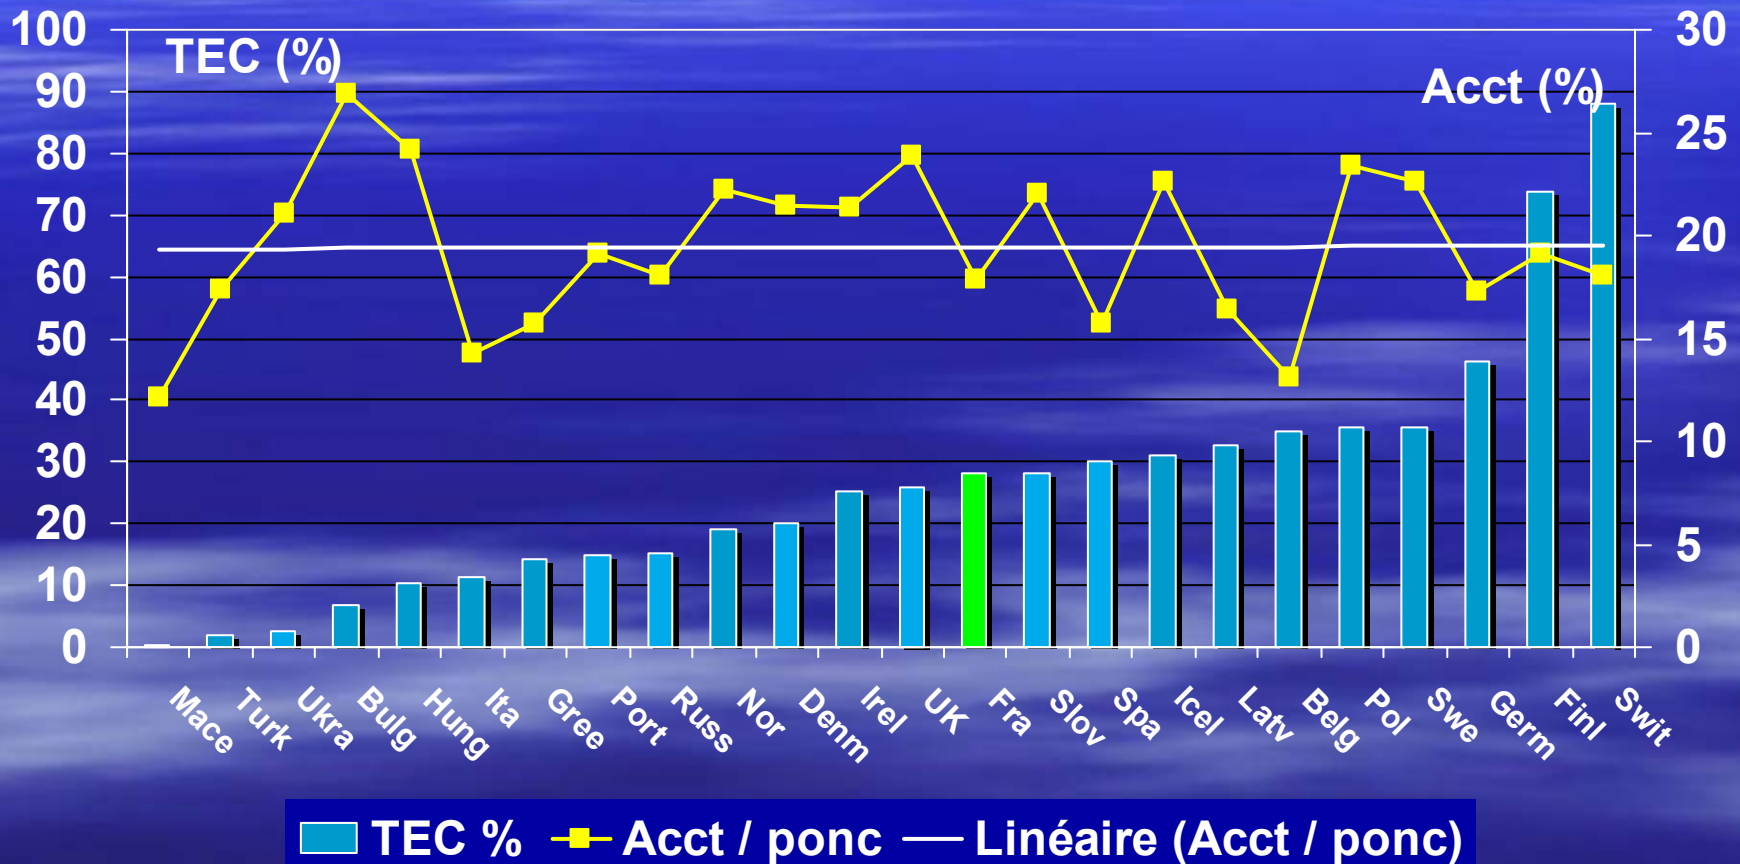 TEC (%)
Acct (%)
100
90
80
70
60
50
40
30
20
10
0
30
25
20
15
10
5
0
Mace
Turk
Ukra
Bulg
Hung
Ita
Gree
Port
Russ
Nor
Denm
Irel
UK
Fra
Slov
Spa
Icel
Latv
Belg
Pol
Swe
Germ
Finl
Swit
TEC % Acct / ponc Linéaire (Acct / ponc)